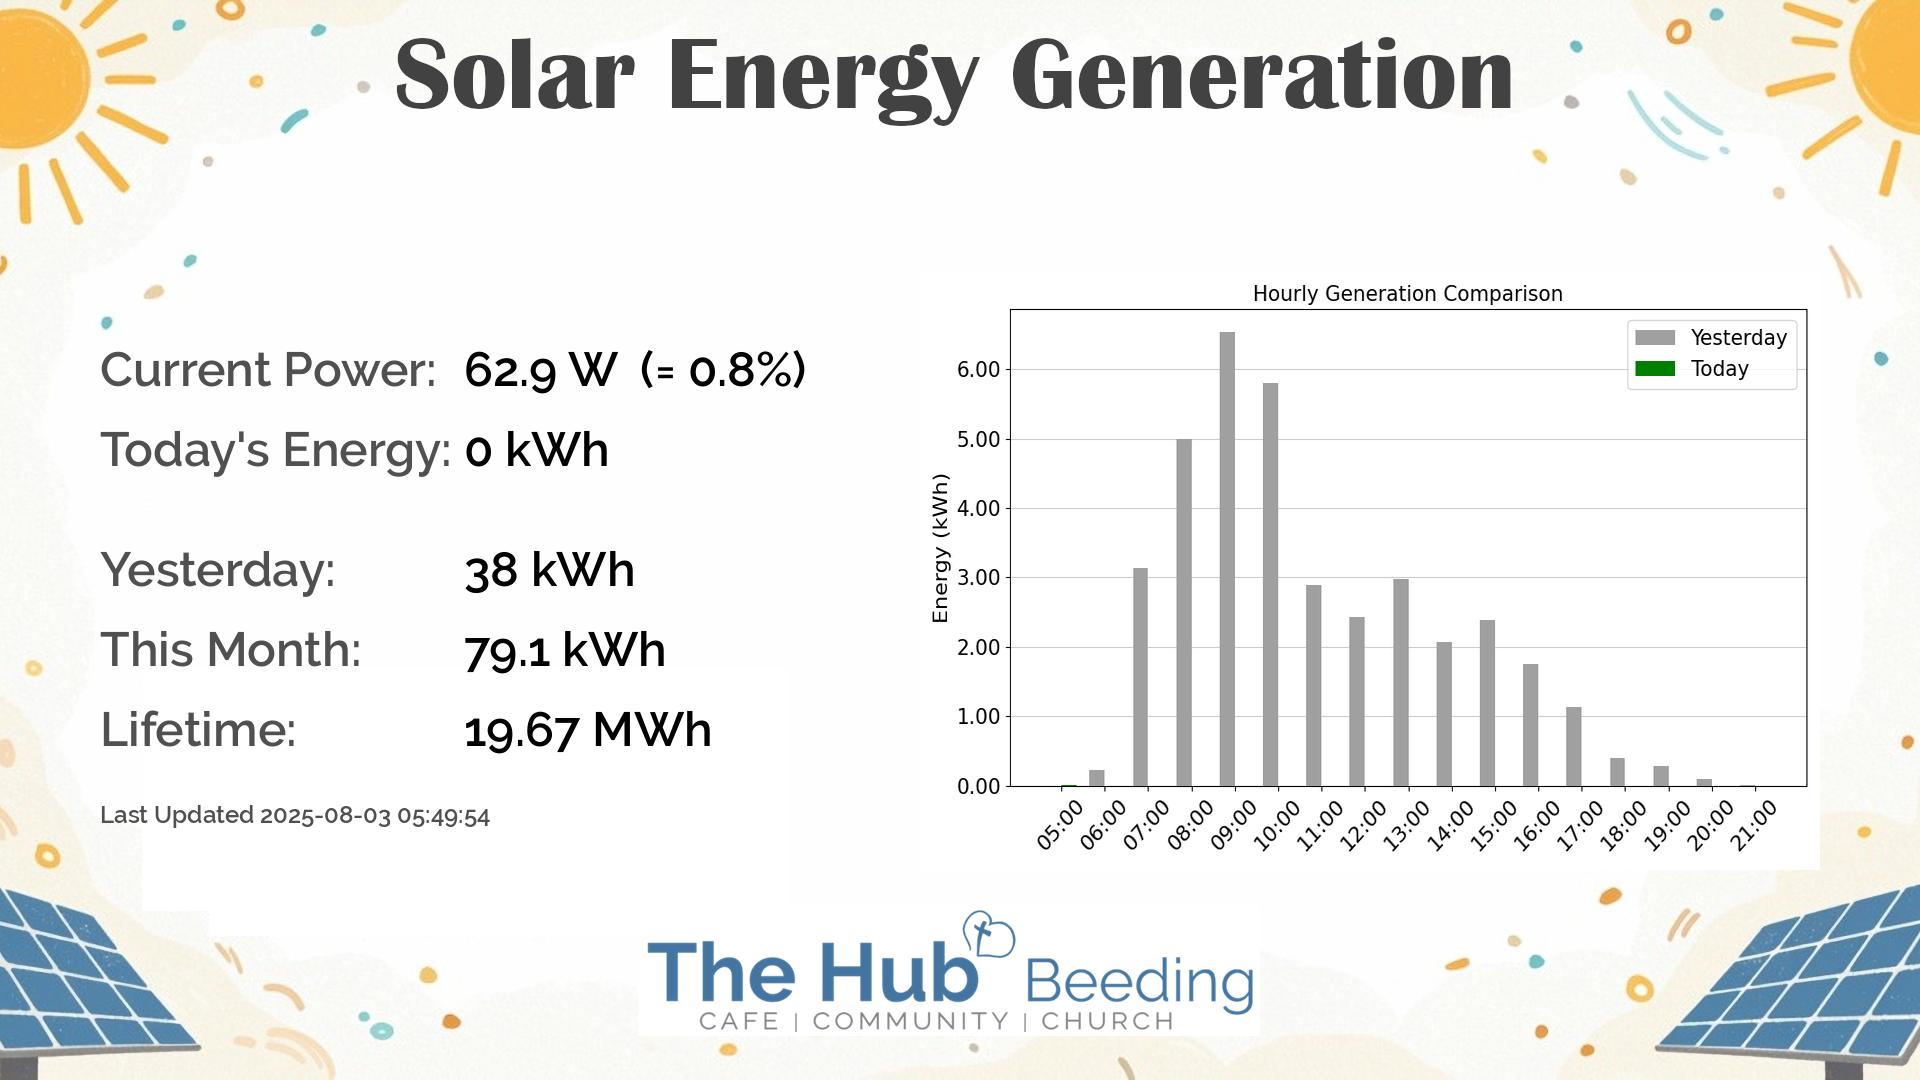 Solar Energy Generation
Current Power: 62.9 W (= 0.8%)
Today's Energy: 0 kWh
Yesterday: 38 kWh
This Month: 79.1 kWh
Lifetime: 19.67 MWh
Last Updated 2025-08-03 05:49:54
Hourly Generation Comparison
Yesterday
Today
Energy (kWh)
6.00
5.00
4.00
3.00
2.00
1.00
0.00
05:00 06:00 07:00 08:00 09:00 10:00 11:00 12:00 13:00 14:00 15:00 16:00 17:00 18:00 19:00 20:00 21:00
The Hub Beeding
CAFE | COMMUNITY | CHURCH